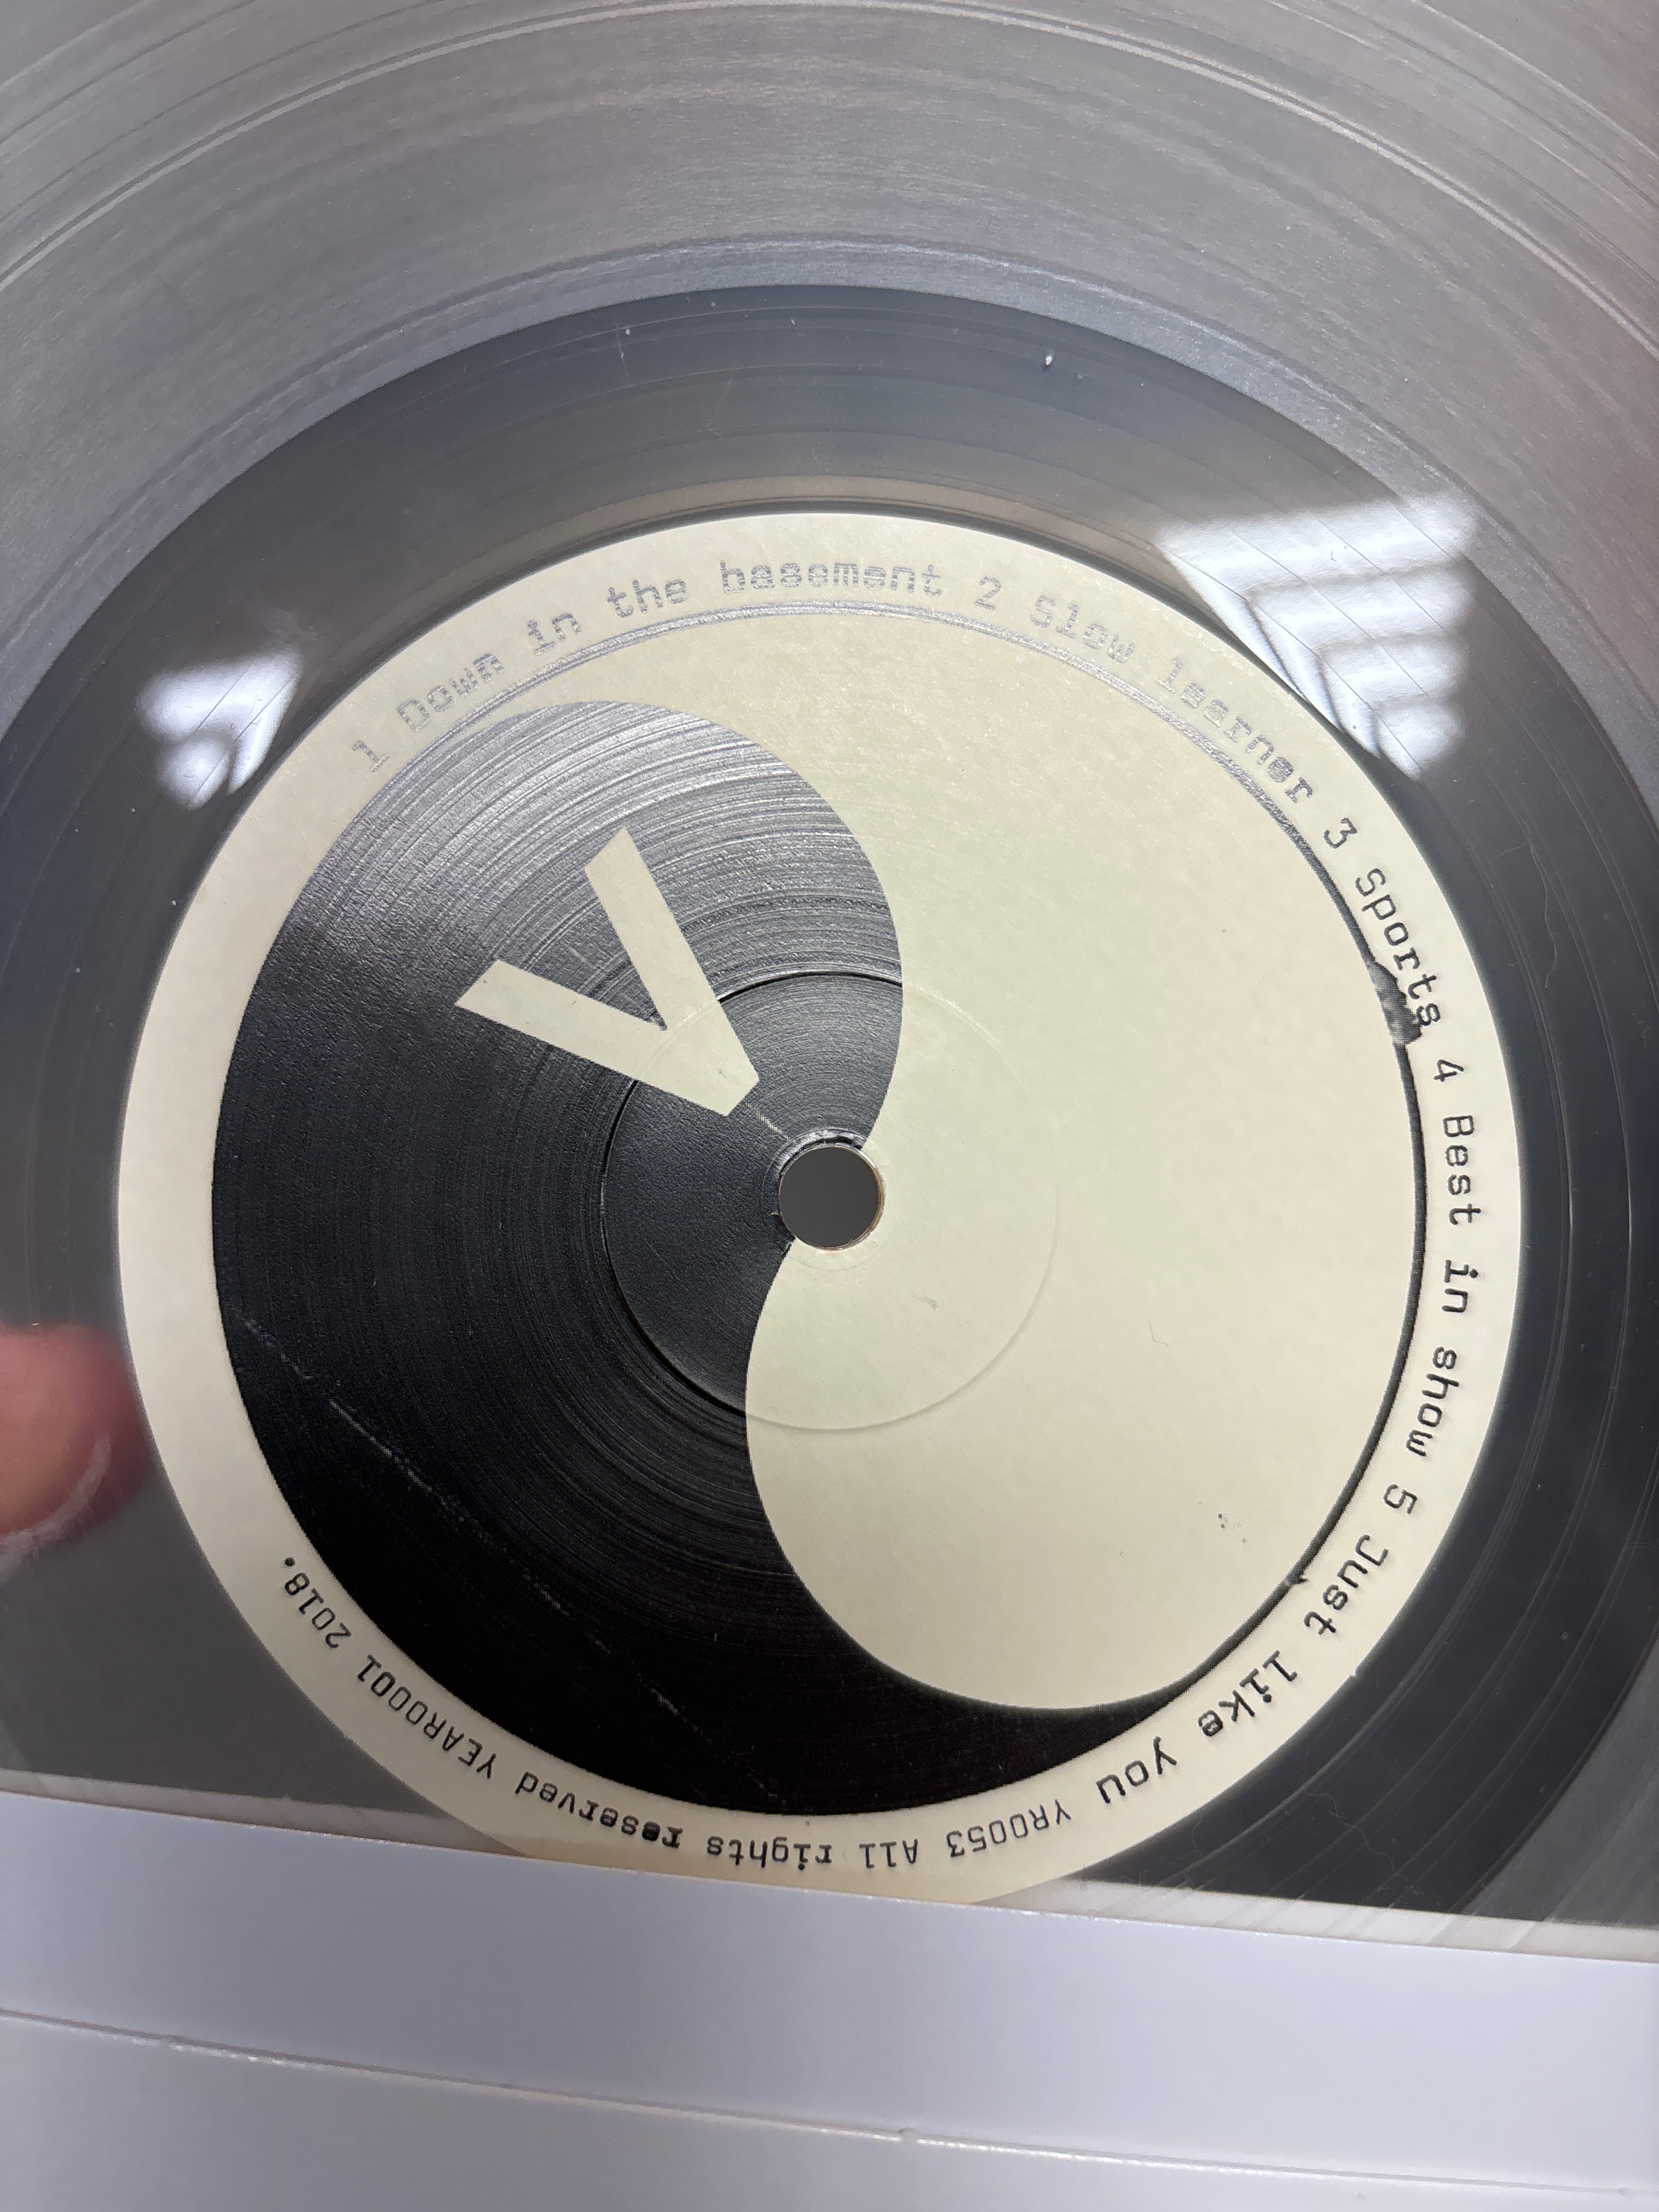 1 Down in the basement 2 Slow learner 3 Sports 4 Best in show 5 Just like you
YR0053 All rights reserved YEAR0001 2018.
V